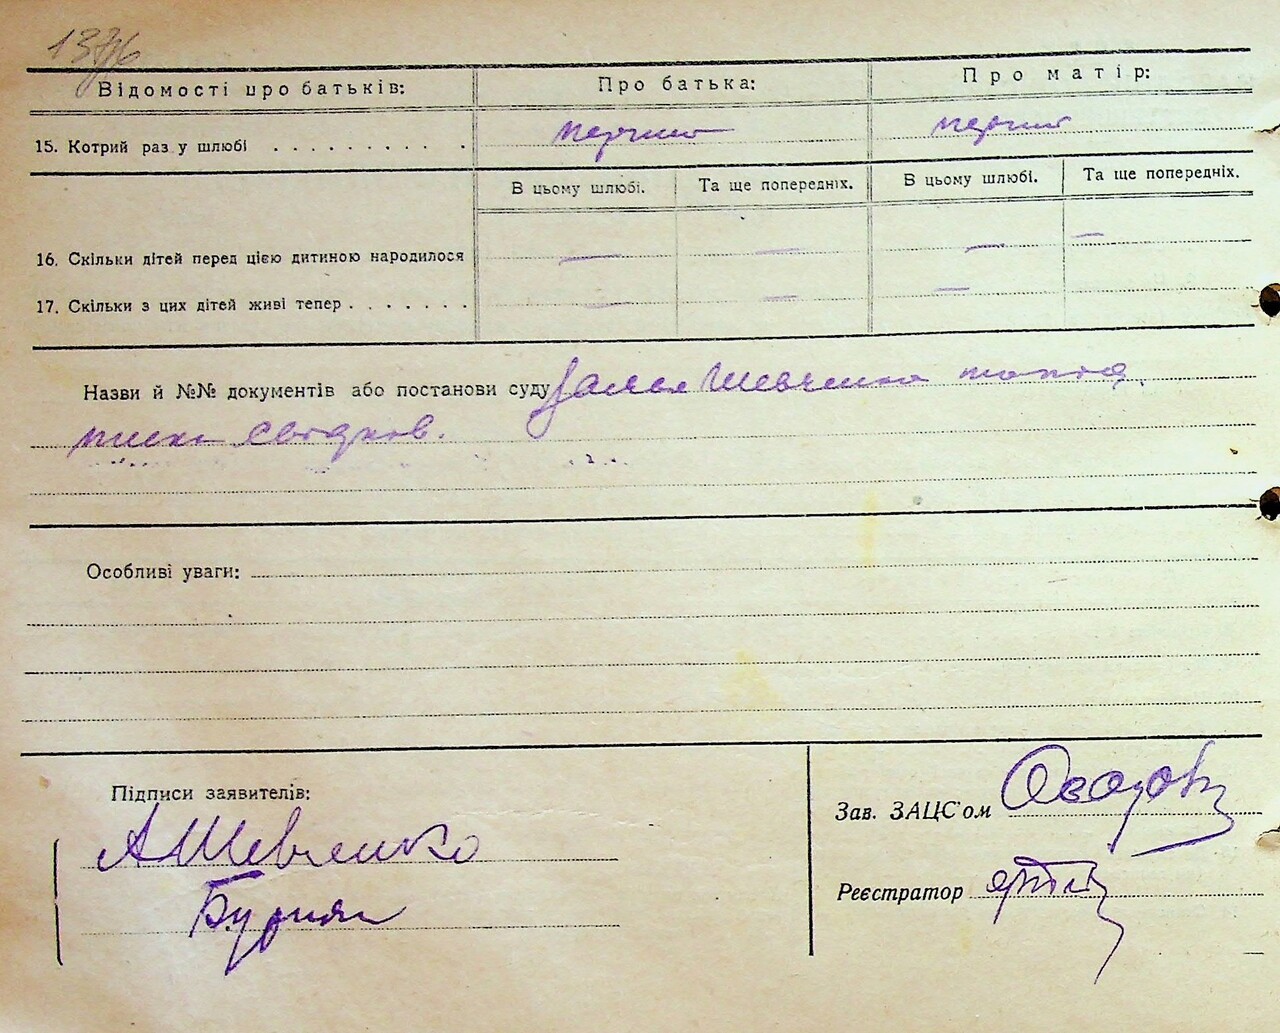 Відомості про батьків: Про батька: Про матір:
15. Котрий раз у шлюбі . . . . . . . . . . перший перший
В цьому шлюбі. Та ще попередніх. В цьому шлюбі. Та ще попередніх.
16. Скільки дітей перед цією дитиною народилося — — — —
17. Скільки з цих дітей живі тепер . . . . . . . — — —
Назви й №№ документів або постанови суду Шевченко
свідков.
Особливі уваги:
Підписи заявителів:
АШевченко
Зав. ЗАЦС'ом
Реєстратор